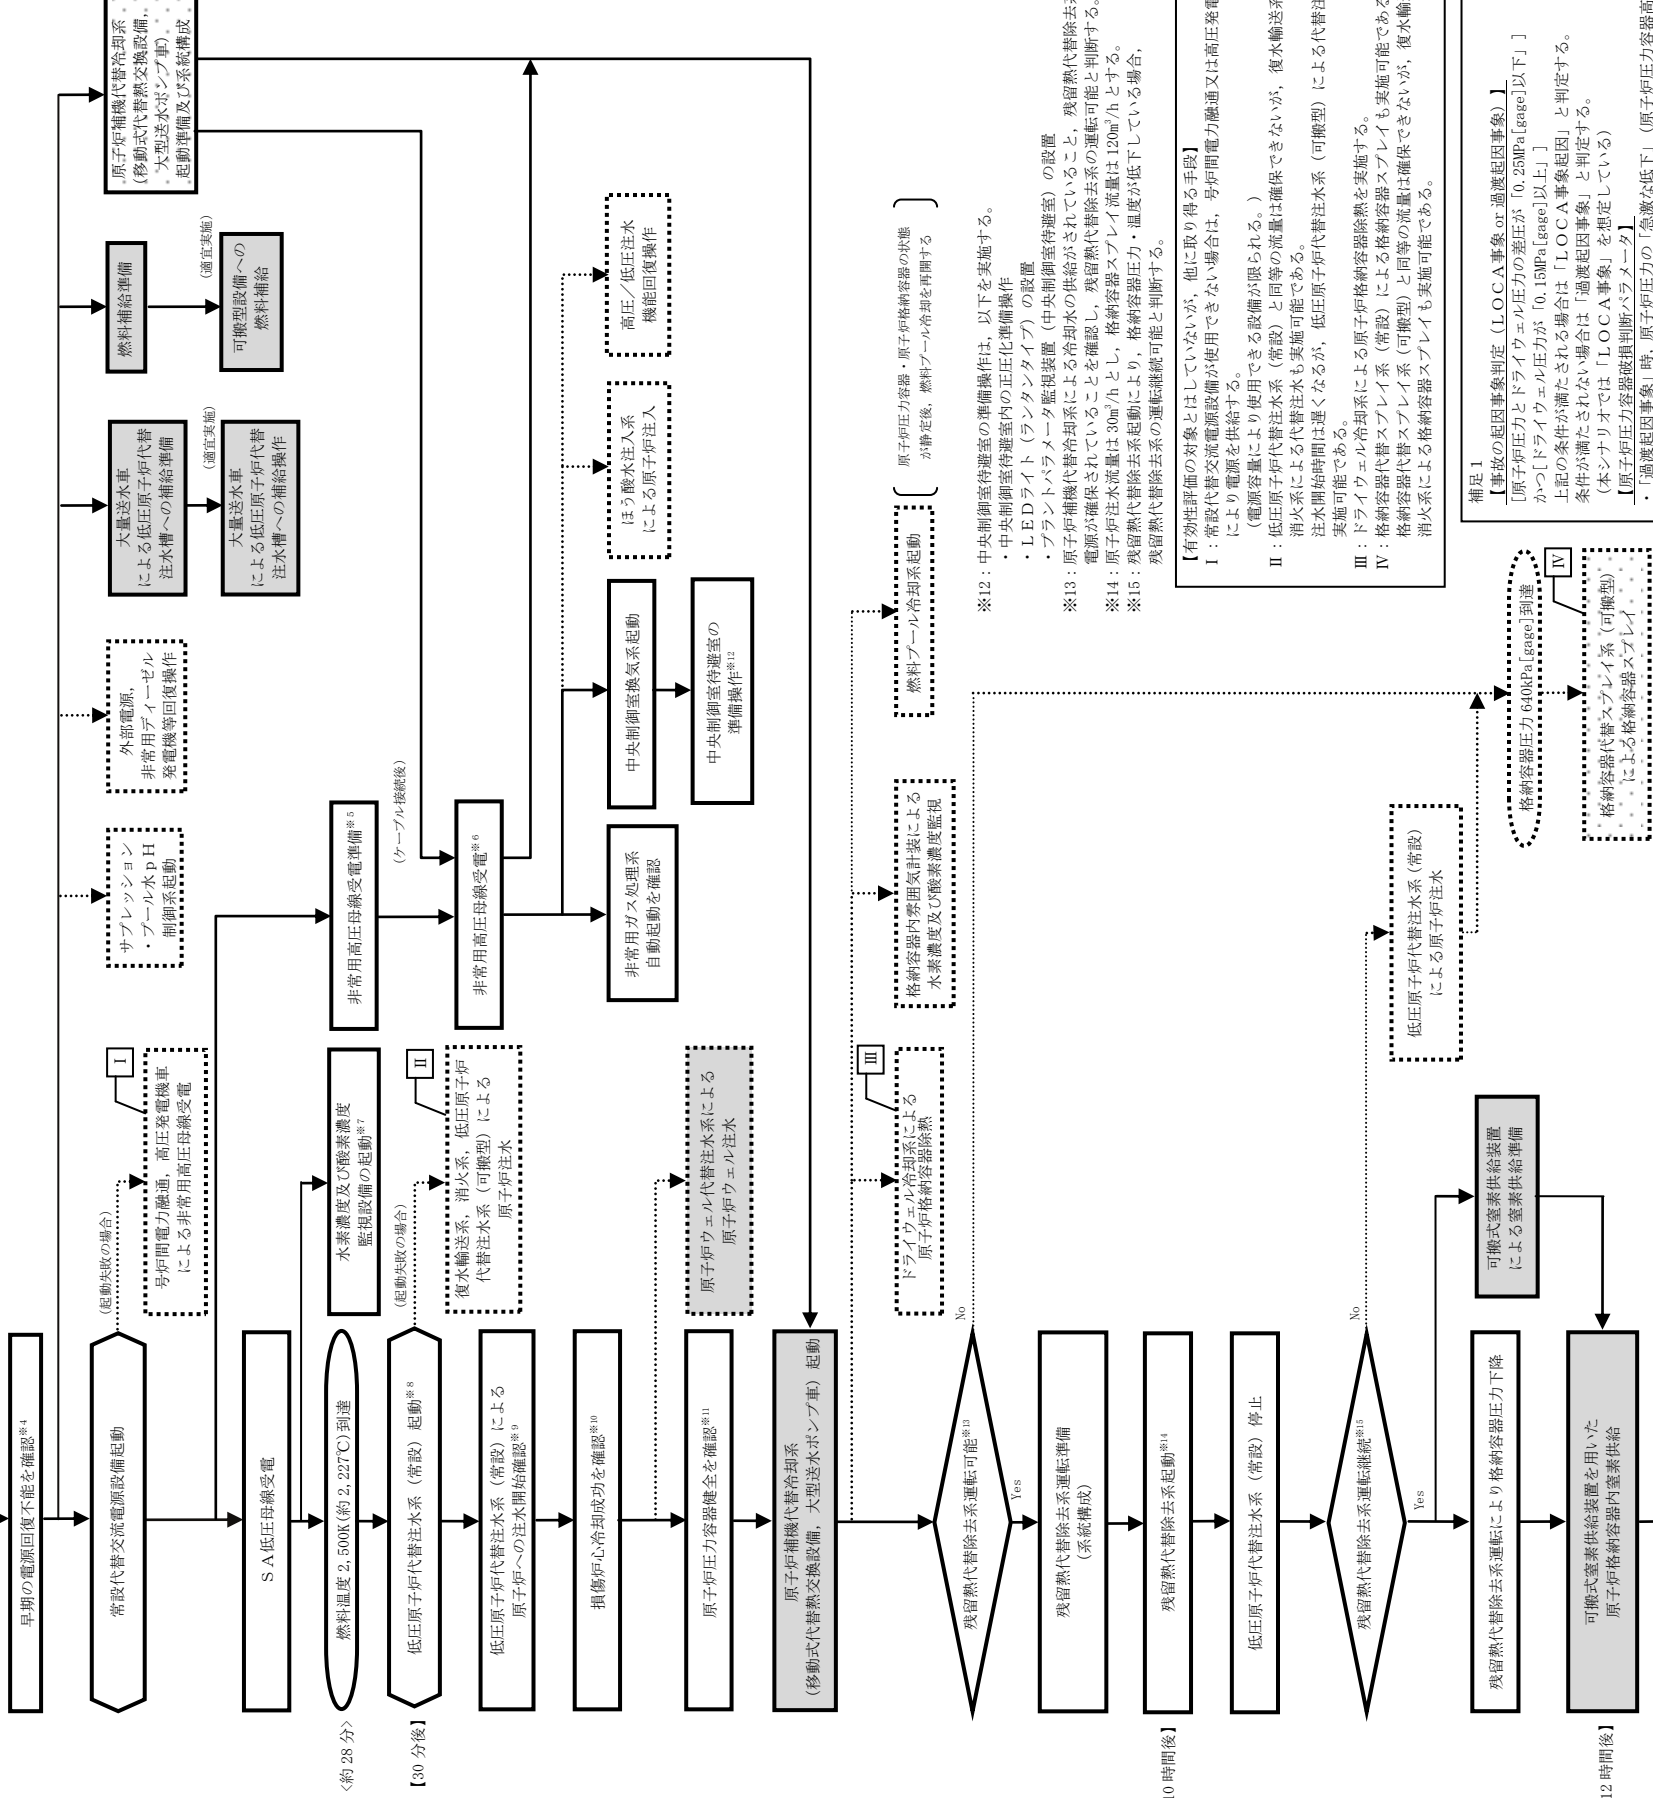 早期の電源回復不能を確認※4
常設代替交流電源設備起動
(起動失敗の場合)
Ⅰ
号炉間電力融通，高圧発電機車
による非常用高圧母線受電
サプレッション
・プール水ｐＨ
制御系起動
外部電源，
非常用ディーゼル
発電機等回復操作
大量送水車
による低圧原子炉代替
注水槽への補給準備
(適宜実施)
大量送水車
による低圧原子炉代替
注水槽への補給操作
燃料補給準備
(適宜実施)
可搬型設備への
燃料補給
原子炉補機代替冷却系
(移動式代替熱交換設備，
大型送水ポンプ車)
起動準備及び系統構成
ＳＡ低圧母線受電
水素濃度及び酸素濃度
監視設備の起動※7
非常用高圧母線受電準備※5
(ケーブル接続後)
非常用高圧母線受電※6
非常用ガス処理系
自動起動を確認
中央制御室換気系起動
中央制御室待避室の
準備操作※12
ほう酸水注入系
による原子炉注入
高圧／低圧注水
機能回復操作
<約 28 分>
燃料温度 2,500K(約 2,227℃)到達
【30 分後】
低圧原子炉代替注水系（常設）起動※8
(起動失敗の場合)
Ⅱ
復水輸送系，消火系，低圧原子炉
代替注水系（可搬型）による
原子炉注水
低圧原子炉代替注水系（常設）による
原子炉への注水開始確認※9
損傷炉心冷却成功を確認※10
原子炉ウェル代替注水系による
原子炉ウェル注水
原子炉圧力容器健全を確認※11
原子炉補機代替冷却系
(移動式代替熱交換設備，大型送水ポンプ車）起動
Ⅲ
ドライウェル冷却系による
原子炉格納容器除熱
格納容器内雰囲気計装による
水素濃度及び酸素濃度監視
燃料プール冷却系起動
原子炉圧力容器・原子炉格納容器の状態
が静定後，燃料プール冷却を再開する
残留熱代替除去系運転可能※13
No
Yes
残留熱代替除去系運転準備
(系統構成)
10 時間後】
残留熱代替除去系起動※14
低圧原子炉代替注水系（常設）停止
残留熱代替除去系運転継続※15
No
Yes
低圧原子炉代替注水系（常設）
による原子炉注水
格納容器圧力 640kPa[gage]到達
Ⅳ
格納容器代替スプレイ系（可搬型）
による格納容器スプレイ
残留熱代替除去系運転により格納容器圧力下降
可搬式窒素供給装置
による窒素供給準備
12 時間後】
可搬式窒素供給装置を用いた
原子炉格納容器内窒素供給
※12：中央制御室待避室の準備操作は，以下を実施する。
・中央制御室待避室内の正圧化準備操作
・ＬＥＤライト（ランタンタイプ）の設置
・プラントパラメータ監視装置（中央制御室待避室）の設置
※13：原子炉補機代替冷却系による冷却水の供給がされていること，残留熱代替除去
電源が確保されていることを確認し，残留熱代替除去系の運転可能と判断する。
※14：原子炉注水流量は 30m³/h とし，格納容器スプレイ流量は 120m³/h とする。
※15：残留熱代替除去系起動により，格納容器圧力・温度が低下している場合，
残留熱代替除去系の運転継続可能と判断する。
【有効性評価の対象とはしていないが，他に取り得る手段】
Ⅰ：常設代替交流電源設備が使用できない場合は，号炉間電力融通又は高圧発電
により電源を供給する。
（電源容量により使用できる設備が限られる。）
Ⅱ：低圧原子炉代替注水系（常設）と同等の流量は確保できないが，復水輸送系
消火系による代替注水も実施可能である。
注水開始時間は遅くなるが，低圧原子炉代替注水系（可搬型）による代替注
実施可能である。
Ⅲ：ドライウェル冷却系による原子炉格納容器除熱を実施する。
Ⅳ：格納容器代替スプレイ系（常設）による格納容器スプレイも実施可能である
格納容器代替スプレイ系（可搬型）と同等の流量は確保できないが，復水輸
消火系による格納容器スプレイも実施可能である。
補足１
【事故の起因事象判定（ＬＯＣＡ事象 or 過渡起因事象）】
[原子炉圧力とドライウェル圧力の差圧が「0.25MPa[gage]以下」]
かつ[ドライウェル圧力が「0.15MPa[gage]以上」]
上記の条件が満たされる場合は「ＬＯＣＡ事象起因」と判定する。
条件が満たされない場合は「過渡起因事象」と判定する。
（本シナリオでは「ＬＯＣＡ事象」を想定している）
【原子炉圧力容器破損判断パラメータ】
・「過渡起因事象」時，原子炉圧力の「急激な低下」（原子炉圧力容器高